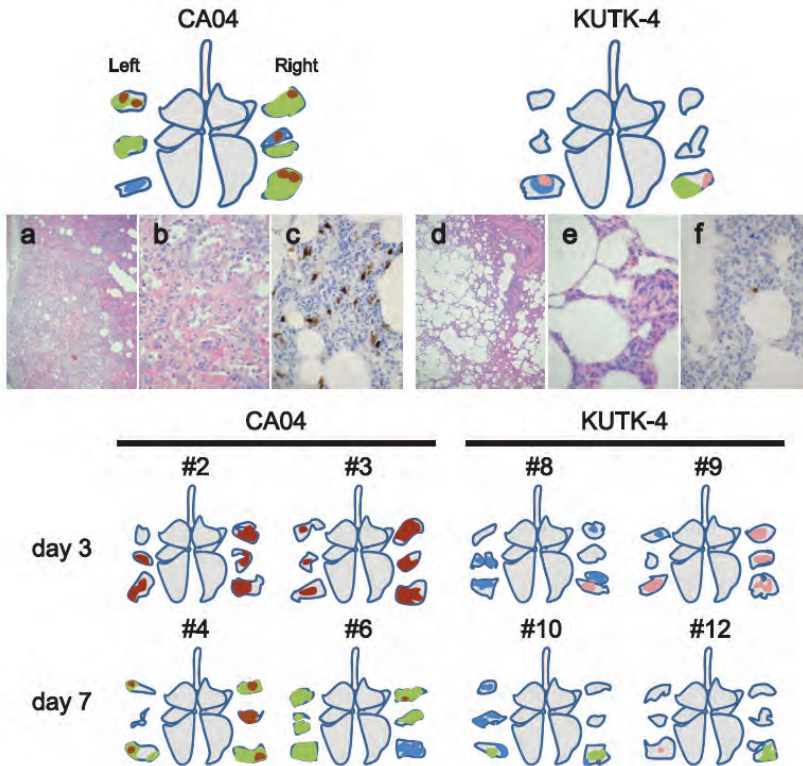 CA04 KUTK-4
Left Right
a b c d e f
CA04 KUTK-4
#2 #3 #8 #9
day 3
#4 #6 #10 #12
day 7